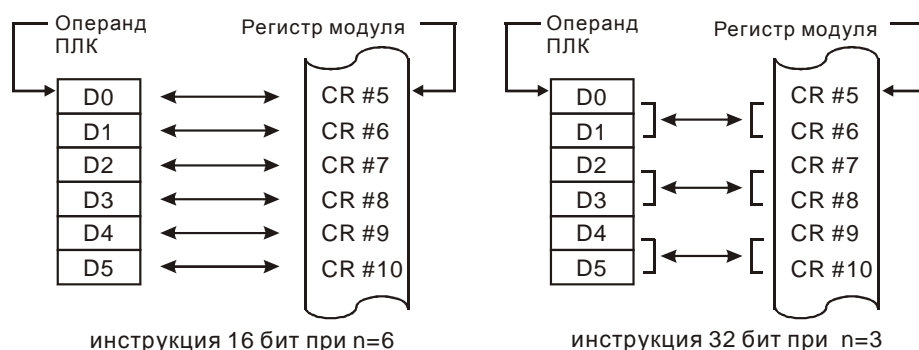 Операнд
ПЛК
Регистр модуля
D0
CR #5
D1
CR #6
D2
CR #7
D3
CR #8
D4
CR #9
D5
CR #10
инструкция 16 бит при n=6
Операнд
ПЛК
Регистр модуля
D0
CR #5
D1
CR #6
D2
CR #7
D3
CR #8
D4
CR #9
D5
CR #10
инструкция 32 бит при n=3